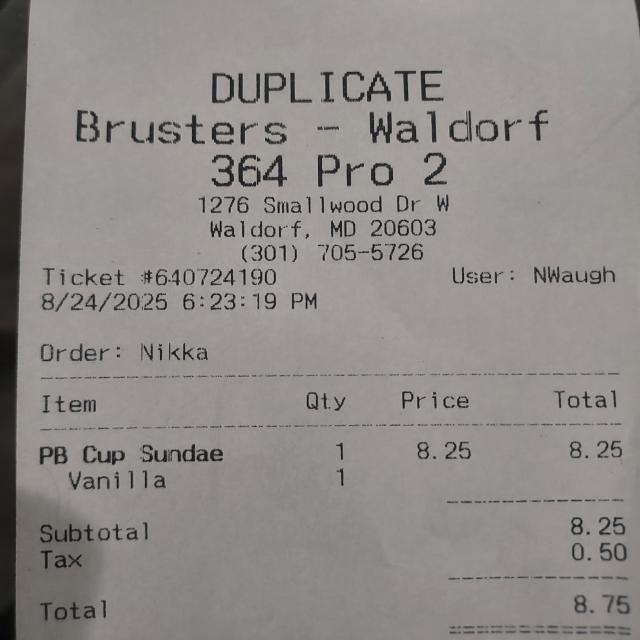 DUPLICATE
Brusters - Waldorf
364 Pro 2
1276 Smallwood Dr W
Waldorf, MD 20603
(301) 705-5726
Ticket #640724190 User: NWaugh
8/24/2025 6:23:19 PM
Order: Nikka
Item Qty Price Total
PB Cup Sundae 1 8.25 8.25
Vanilla 1
Subtotal 8.25
Tax 0.50
Total 8.75